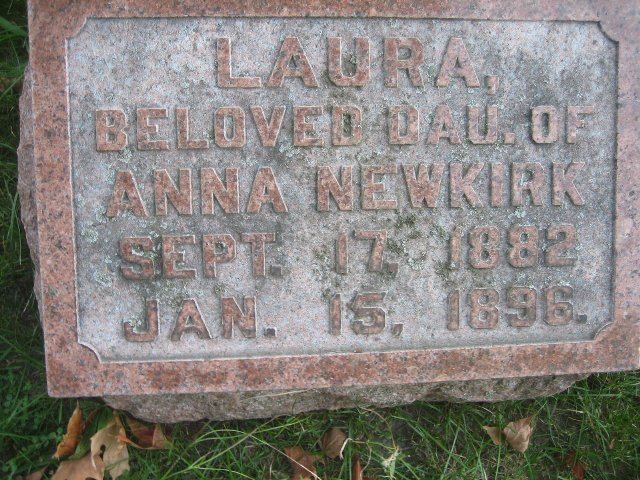 LAURA,
BELOVED DAU. OF
ANNA NEWKIRK
SEPT. 17, 1882
JAN. 15, 1896.